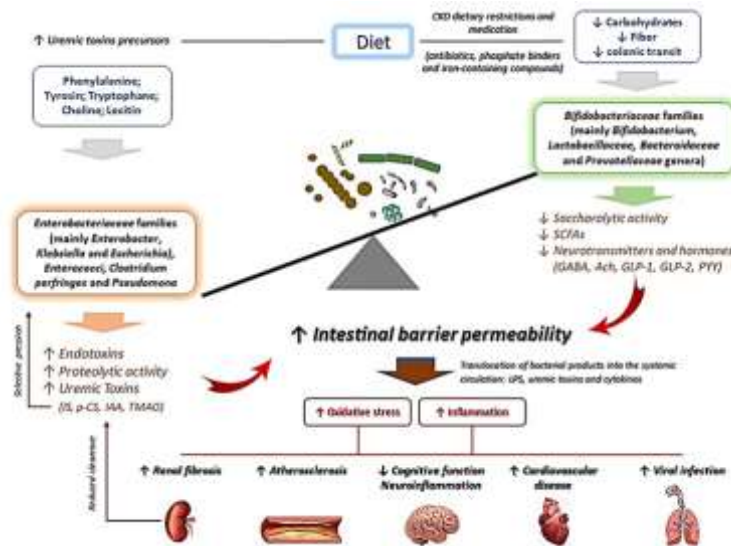 ↑ Uremic toxins precursors
Diet
CKD dietary restrictions and
medication
(antibiotics, phosphate binders
and iron-containing compounds)
↓ Carbohydrates
↓ Fiber
↓ colonic transit
Phenylalanine;
Tyrosin; Tryptophane;
Choline; Lecitin
Bifidobacteriaceae families
(mainly Bifidobacterium,
Lactobacillaceae, Bacteroidaceae
and Prevotellaceae genera)
Enterobacteriaceae families
(mainly Enterobacter,
Klebsiella and Escherichia),
Enterococci, Clostridium
perfringes and Pseudomona
↓ Saccharolytic activity
↓ SCFAs
↓ Neurotransmitters and hormones
(GABA, Ach, GLP-1, GLP-2, PYY)
Selective pression
↑ Endotoxins
↑ Proteolytic activity
↑ Uremic Toxins
(IS, p-CS, IAA, TMAO)
↑ Intestinal barrier permeability
Translocation of bacterial products into the systemic
circulation: LPS, uremic toxins and cytokines
↑ Oxidative stress
↑ Inflammation
Reduced clearance
↑ Renal fibrosis
↑ Atherosclerosis
↓ Cognitive function
Neuroinflammation
↑ Cardiovascular
disease
↑ Viral infection